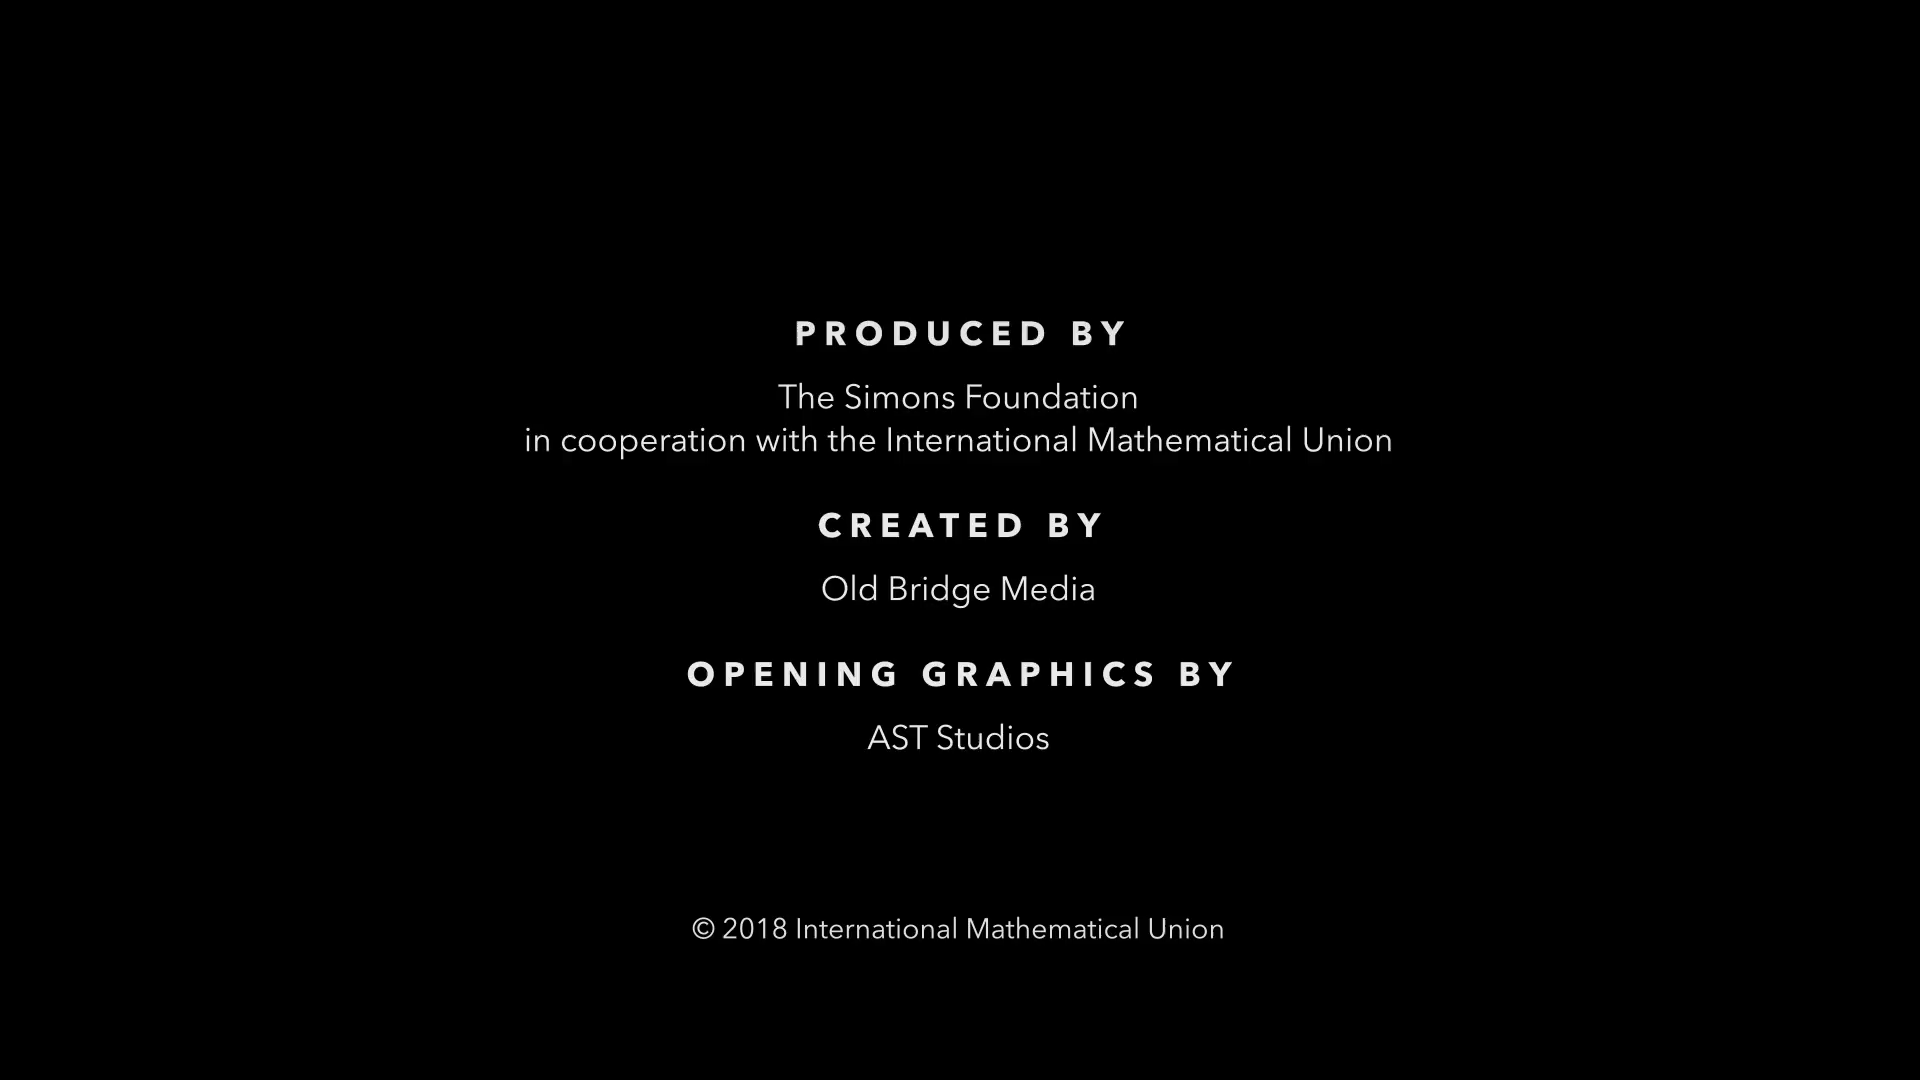 PRODUCED BY
The Simons Foundation
in cooperation with the International Mathematical Union
CREATED BY
Old Bridge Media
OPENING GRAPHICS BY
AST Studios
© 2018 International Mathematical Union